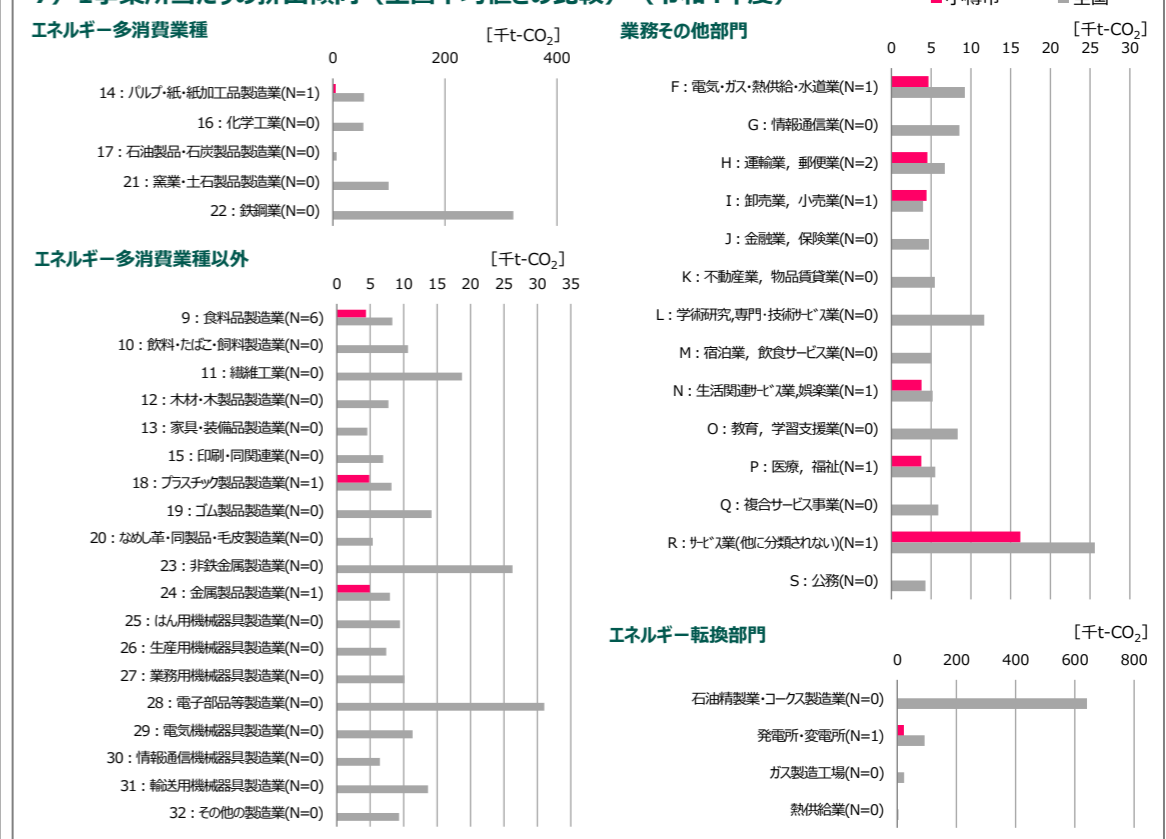 エネルギー多消費業種
[千t-CO2]
0 200 400
14：パルプ・紙・紙加工品製造業(N=1)
16：化学工業(N=0)
17：石油製品・石炭製品製造業(N=0)
21：窯業・土石製品製造業(N=0)
22：鉄鋼業(N=0)
エネルギー多消費業種以外
[千t-CO2]
0 5 10 15 20 25 30 35
9：食料品製造業(N=6)
10：飲料・たばこ・飼料製造業(N=0)
11：繊維工業(N=0)
12：木材・木製品製造業(N=0)
13：家具・装備品製造業(N=0)
15：印刷・同関連業(N=0)
18：プラスチック製品製造業(N=1)
19：ゴム製品製造業(N=0)
20：なめし革・同製品・毛皮製造業(N=0)
23：非鉄金属製造業(N=0)
24：金属製品製造業(N=1)
25：はん用機械器具製造業(N=0)
26：生産用機械器具製造業(N=0)
27：業務用機械器具製造業(N=0)
28：電子部品等製造業(N=0)
29：電気機械器具製造業(N=0)
30：情報通信機械器具製造業(N=0)
31：輸送用機械器具製造業(N=0)
32：その他の製造業(N=0)
業務その他部門
[千t-CO2]
0 5 10 15 20 25 30
F：電気・ガス・熱供給・水道業(N=1)
G：情報通信業(N=0)
H：運輸業，郵便業(N=2)
I：卸売業，小売業(N=1)
J：金融業，保険業(N=0)
K：不動産業，物品賃貸業(N=0)
L：学術研究,専門・技術サービス業(N=0)
M：宿泊業，飲食サービス業(N=0)
N：生活関連サービス業,娯楽業(N=1)
O：教育，学習支援業(N=0)
P：医療，福祉(N=1)
Q：複合サービス事業(N=0)
R：サービス業(他に分類されない)(N=1)
S：公務(N=0)
エネルギー転換部門
[千t-CO2]
0 200 400 600 800
石油精製業・コークス製造業(N=0)
発電所・変電所(N=1)
ガス製造工場(N=0)
熱供給業(N=0)